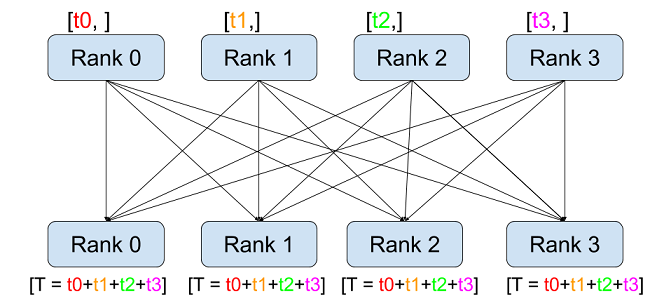 [t0, ] [t1,] [t2,] [t3, ]
Rank 0 Rank 1 Rank 2 Rank 3
Rank 0 Rank 1 Rank 2 Rank 3
[T = t0+t1+t2+t3] [T = t0+t1+t2+t3] [T = t0+t1+t2+t3] [T = t0+t1+t2+t3]